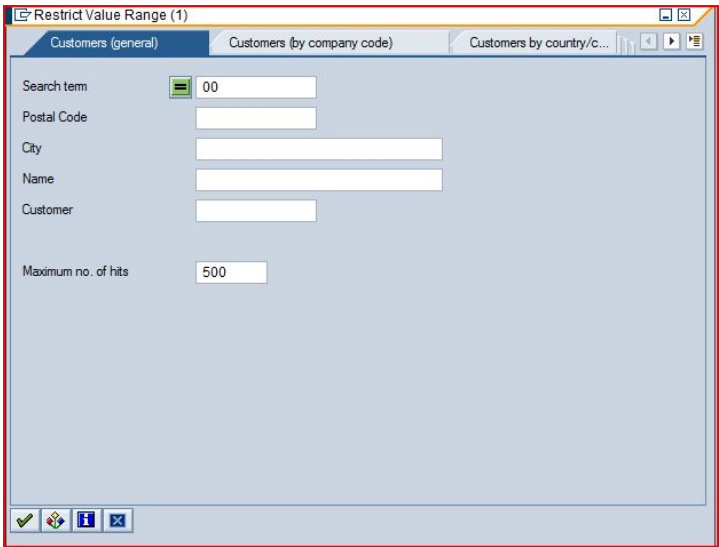 Restrict Value Range (1)
Customers (general) Customers (by company code) Customers by country/c...
Search term = 00
Postal Code
City
Name
Customer
Maximum no. of hits 500